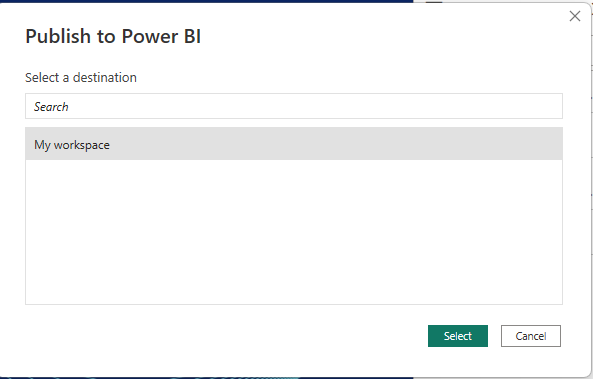 Publish to Power BI
Select a destination
Search
My workspace
Select
Cancel